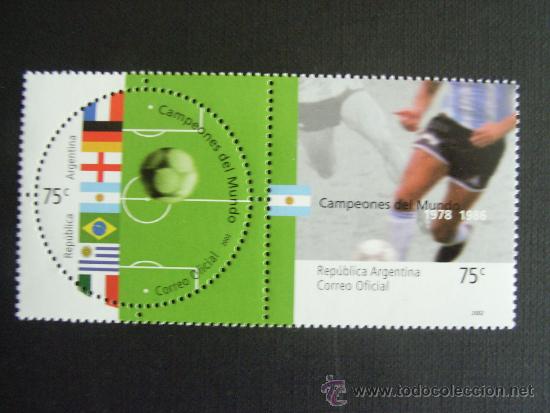 Campeones del Mundo
75c
República Argentina
Correo Oficial 2002
Campeones del Mundo
1978 1986
República Argentina
Correo Oficial
75c
2002
© www.todocoleccion.net